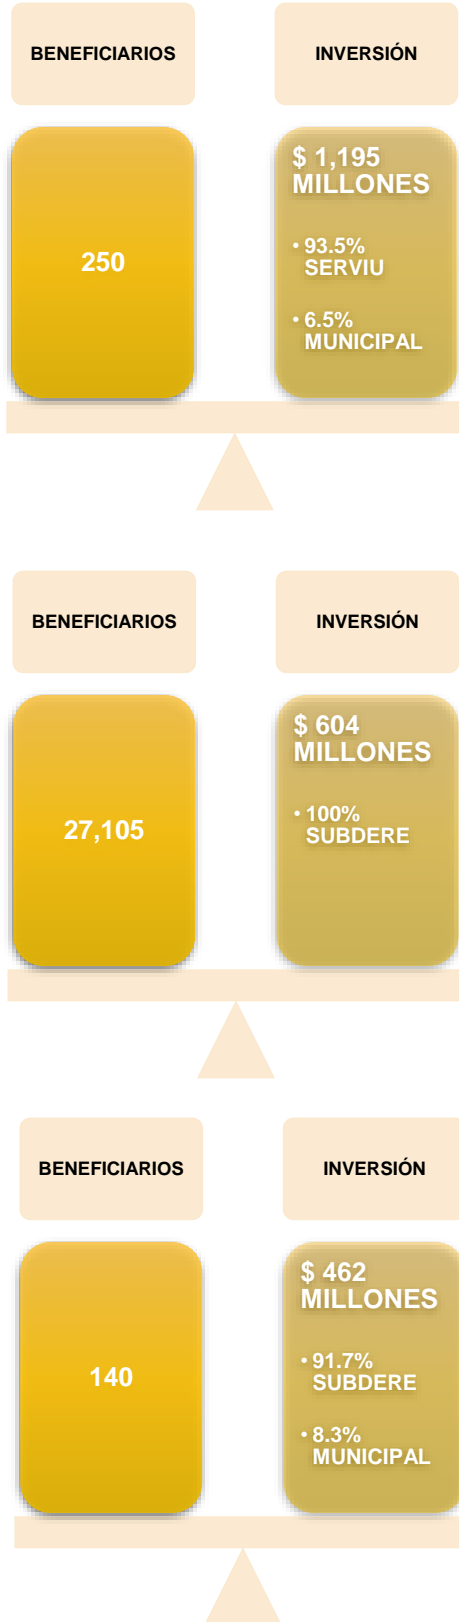 BENEFICIARIOS
INVERSIÓN
250
$ 1,195
MILLONES
• 93.5%
SERVIU
• 6.5%
MUNICIPAL
BENEFICIARIOS
INVERSIÓN
27,105
$ 604
MILLONES
• 100%
SUBDERE
BENEFICIARIOS
INVERSIÓN
140
$ 462
MILLONES
• 91.7%
SUBDERE
• 8.3%
MUNICIPAL